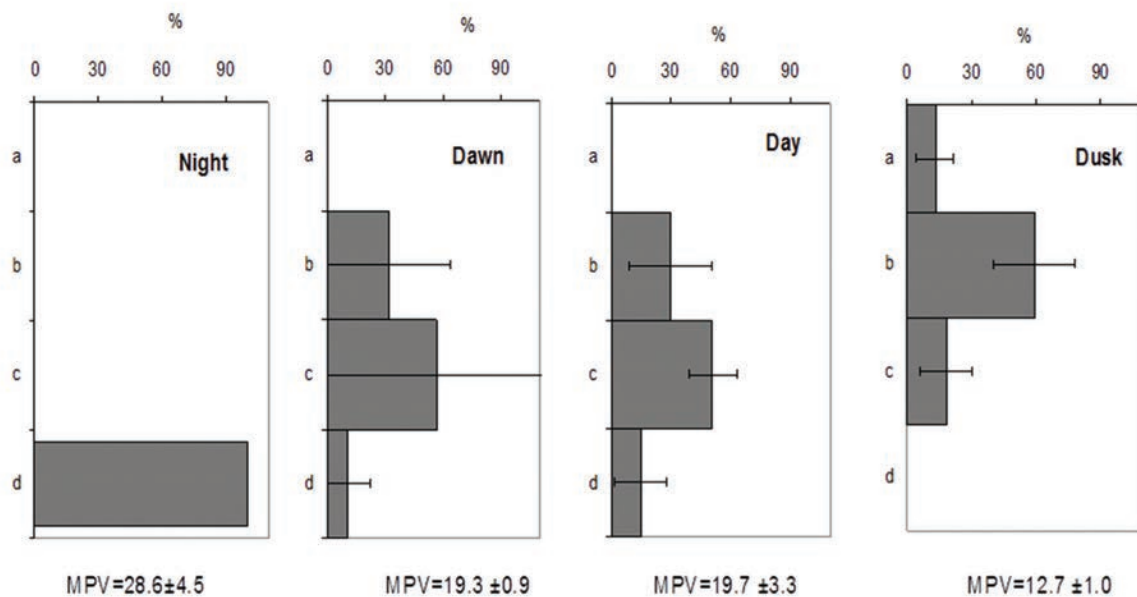 %
0 30 60 90
a
b
c
d
Night
MPV=28.6±4.5
%
0 30 60 90
a
b
c
d
Dawn
MPV=19.3 ±0.9
%
0 30 60 90
a
b
c
d
Day
MPV=19.7 ±3.3
%
0 30 60 90
a
b
c
d
Dusk
MPV=12.7 ±1.0